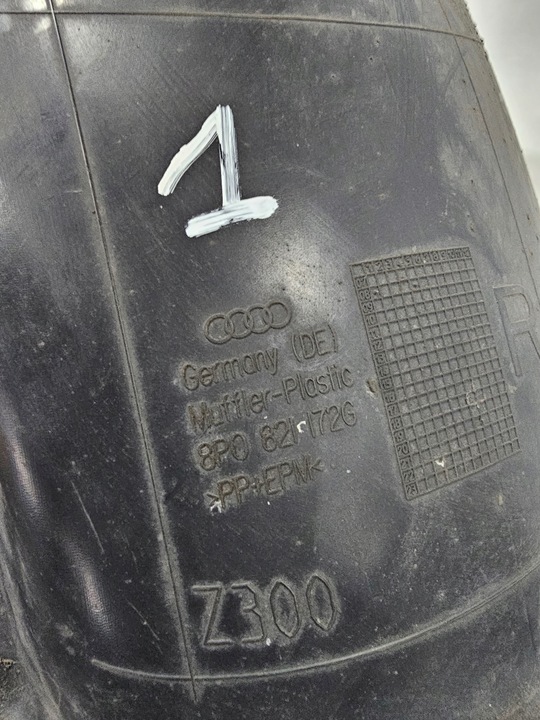 1
Germany (DE)
Muffler-Plastic
8P0 821 172G
>PP+EPM<
R
Z300